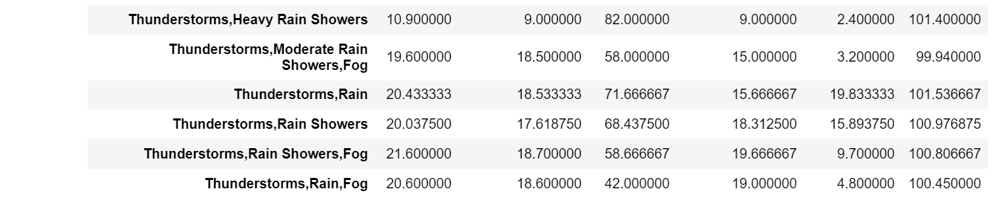 Thunderstorms,Heavy Rain Showers 10.900000 9.000000 82.000000 9.000000 2.400000 101.400000
Thunderstorms,Moderate Rain
Showers,Fog 19.600000 18.500000 58.000000 15.000000 3.200000 99.940000
Thunderstorms,Rain 20.433333 18.533333 71.666667 15.666667 19.833333 101.536667
Thunderstorms,Rain Showers 20.037500 17.618750 68.437500 18.312500 15.893750 100.976875
Thunderstorms,Rain Showers,Fog 21.600000 18.700000 58.666667 19.666667 9.700000 100.806667
Thunderstorms,Rain,Fog 20.600000 18.600000 42.000000 19.000000 4.800000 100.450000